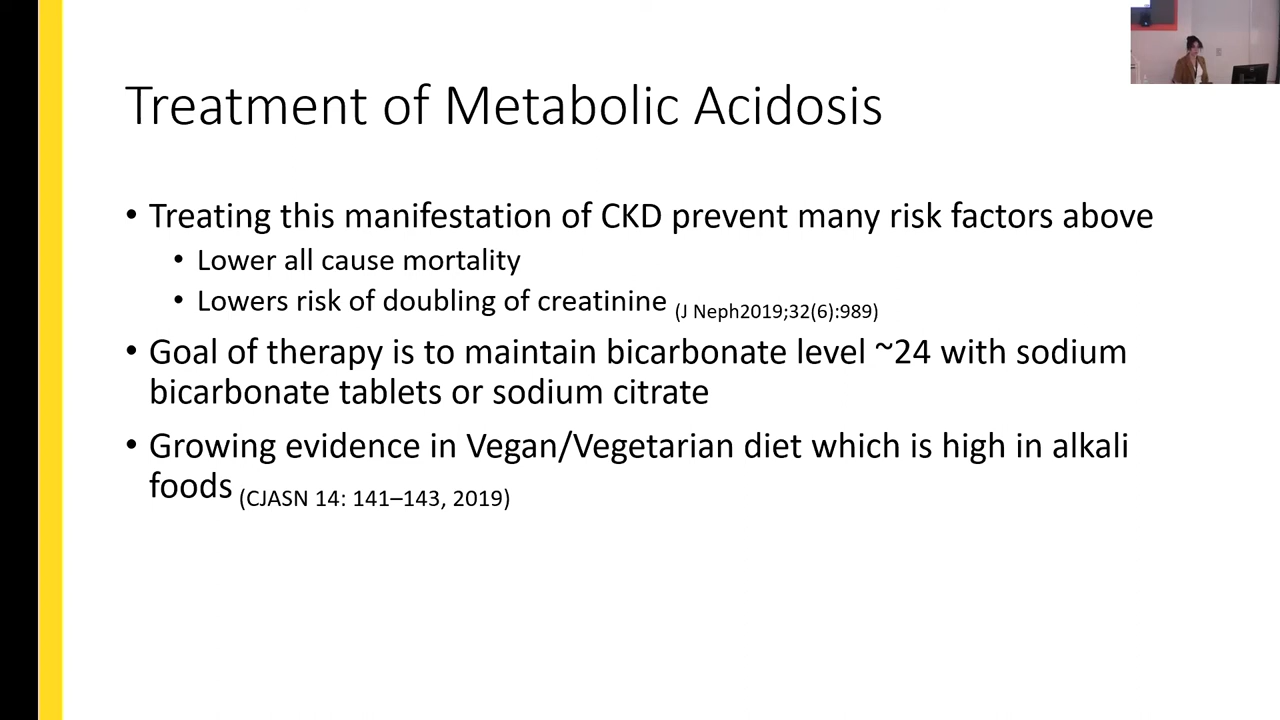 Treatment of Metabolic Acidosis
• Treating this manifestation of CKD prevent many risk factors above
• Lower all cause mortality
• Lowers risk of doubling of creatinine (J Neph2019;32(6):989)
• Goal of therapy is to maintain bicarbonate level ~24 with sodium
bicarbonate tablets or sodium citrate
• Growing evidence in Vegan/Vegetarian diet which is high in alkali
foods (CJASN 14: 141–143, 2019)